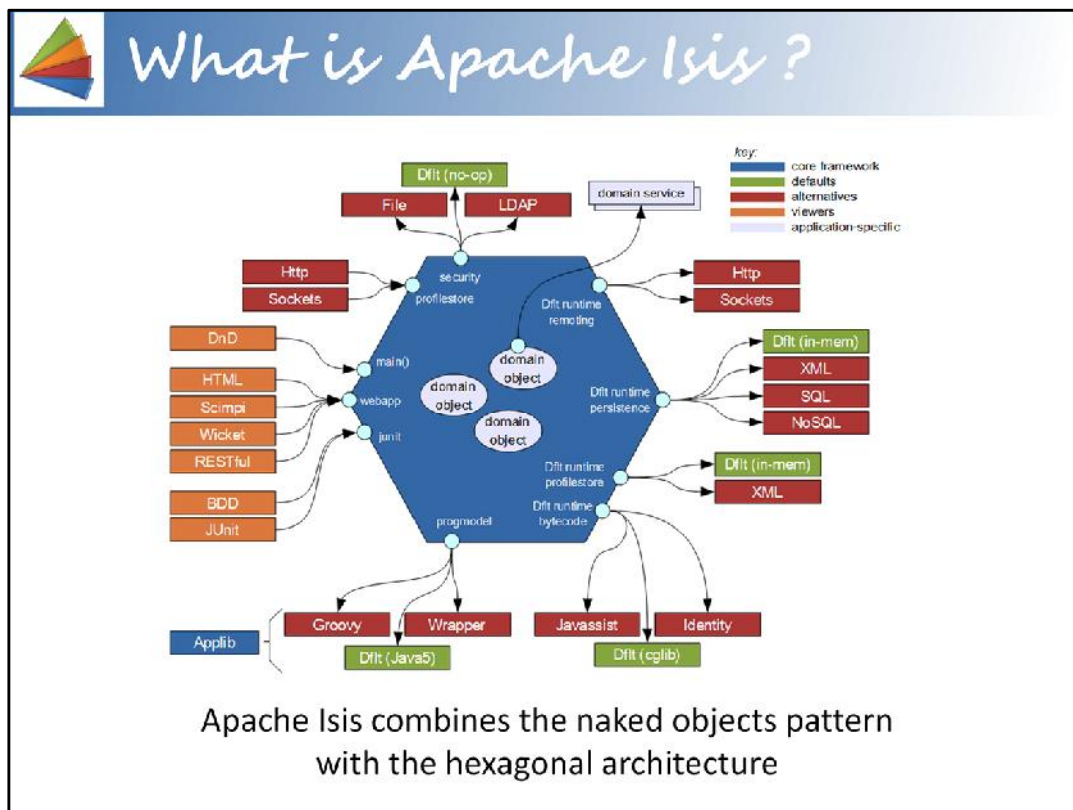 What is Apache Isis ?
key:
core framework
defaults
alternatives
viewers
application-specific
Dflt (no-op)
File
LDAP
domain service
Http
Sockets
security
profilestore
Dflt runtime
remoting
Http
Sockets
DnD
HTML
Scimpi
Wicket
RESTful
BDD
JUnit
main()
webapp
junit
domain
object
domain
object
domain
object
Dflt runtime
persistence
Dflt (in-mem)
XML
SQL
NoSQL
Dflt runtime
profilestore
Dflt (in-mem)
XML
Dflt runtime
bytecode
progmodel
Applib
Groovy
Wrapper
Dflt (Java5)
Javassist
Identity
Dflt (cglib)
Apache Isis combines the naked objects pattern
with the hexagonal architecture